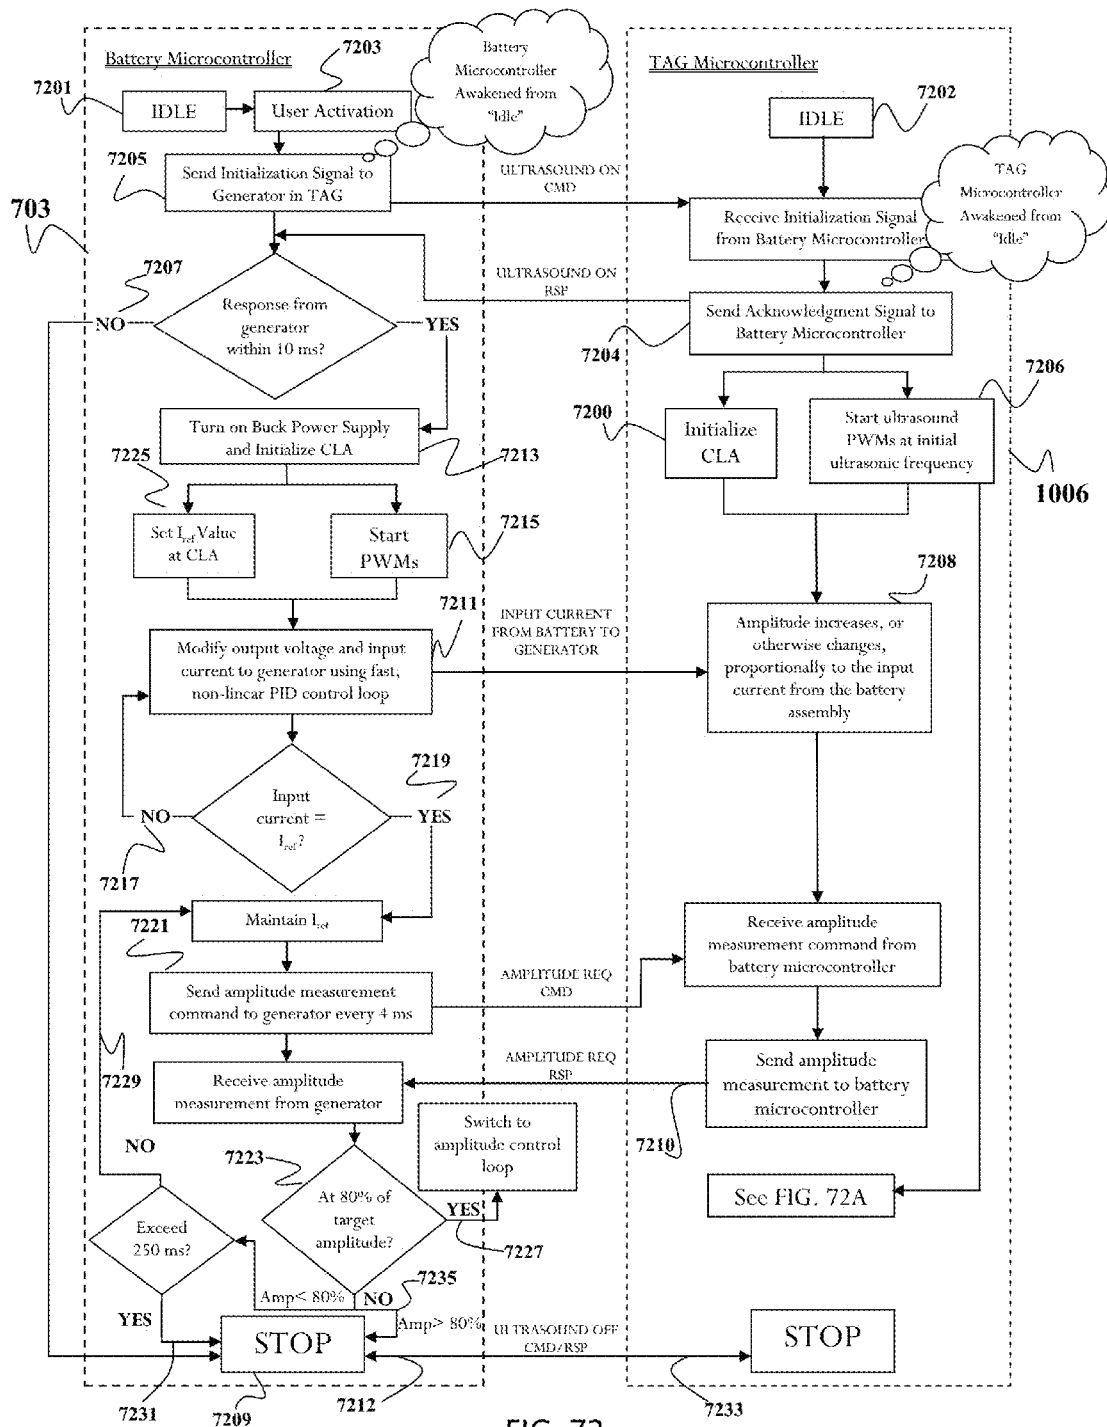 Battery Microcontroller
7203
Battery
Microcontroller
Awakened from
"Idle"
TAG Microcontroller
7201
IDLE
User Activation
7202
IDLE
7205
Send Initialization Signal to
Generator in TAG
ULTRASOUND ON
CMD
TAG
Microcontroller
Awakened from
"Idle"
703
Receive Initialization Signal
from Battery Microcontroller
7207
NO
Response from
generator
within 10 ms?
YES
ULTRASOUND ON
RSP
Send Acknowledgment Signal to
Battery Microcontroller
7204
7206
7200
Initialize
CLA
Start ultrasound
PWMs at initial
ultrasonic frequency
1006
Turn on Buck Power Supply
and Initialize CLA
7213
7225
Set Iref Value
at CLA
Start
PWMs
7215
7208
7211
INPUT CURRENT
FROM BATTERY TO
GENERATOR
Modify output voltage and input
current to generator using fast,
non-linear PID control loop
Amplitude increases, or
otherwise changes,
proportionally to the input
current from the battery
assembly
7219
NO
Input
current =
Iref?
YES
7217
Maintain Iref
7221
Receive amplitude
measurement command from
battery microcontroller
Send amplitude measurement
command to generator every 4 ms
AMPLITUDE REQ
CMD
7229
Receive amplitude
measurement from generator
AMPLITUDE REQ
RSP
Send amplitude
measurement to battery
microcontroller
7210
Switch to
amplitude control
loop
NO
7223
At 80% of
target
amplitude?
YES
7227
See FIG. 72A
Exceed
250 ms?
7235
Amp< 80%
NO
YES
Amp> 80%
STOP
ULTRASOUND OFF
CMD/RSP
STOP
7231
7209
7212
7233
FIG. 72